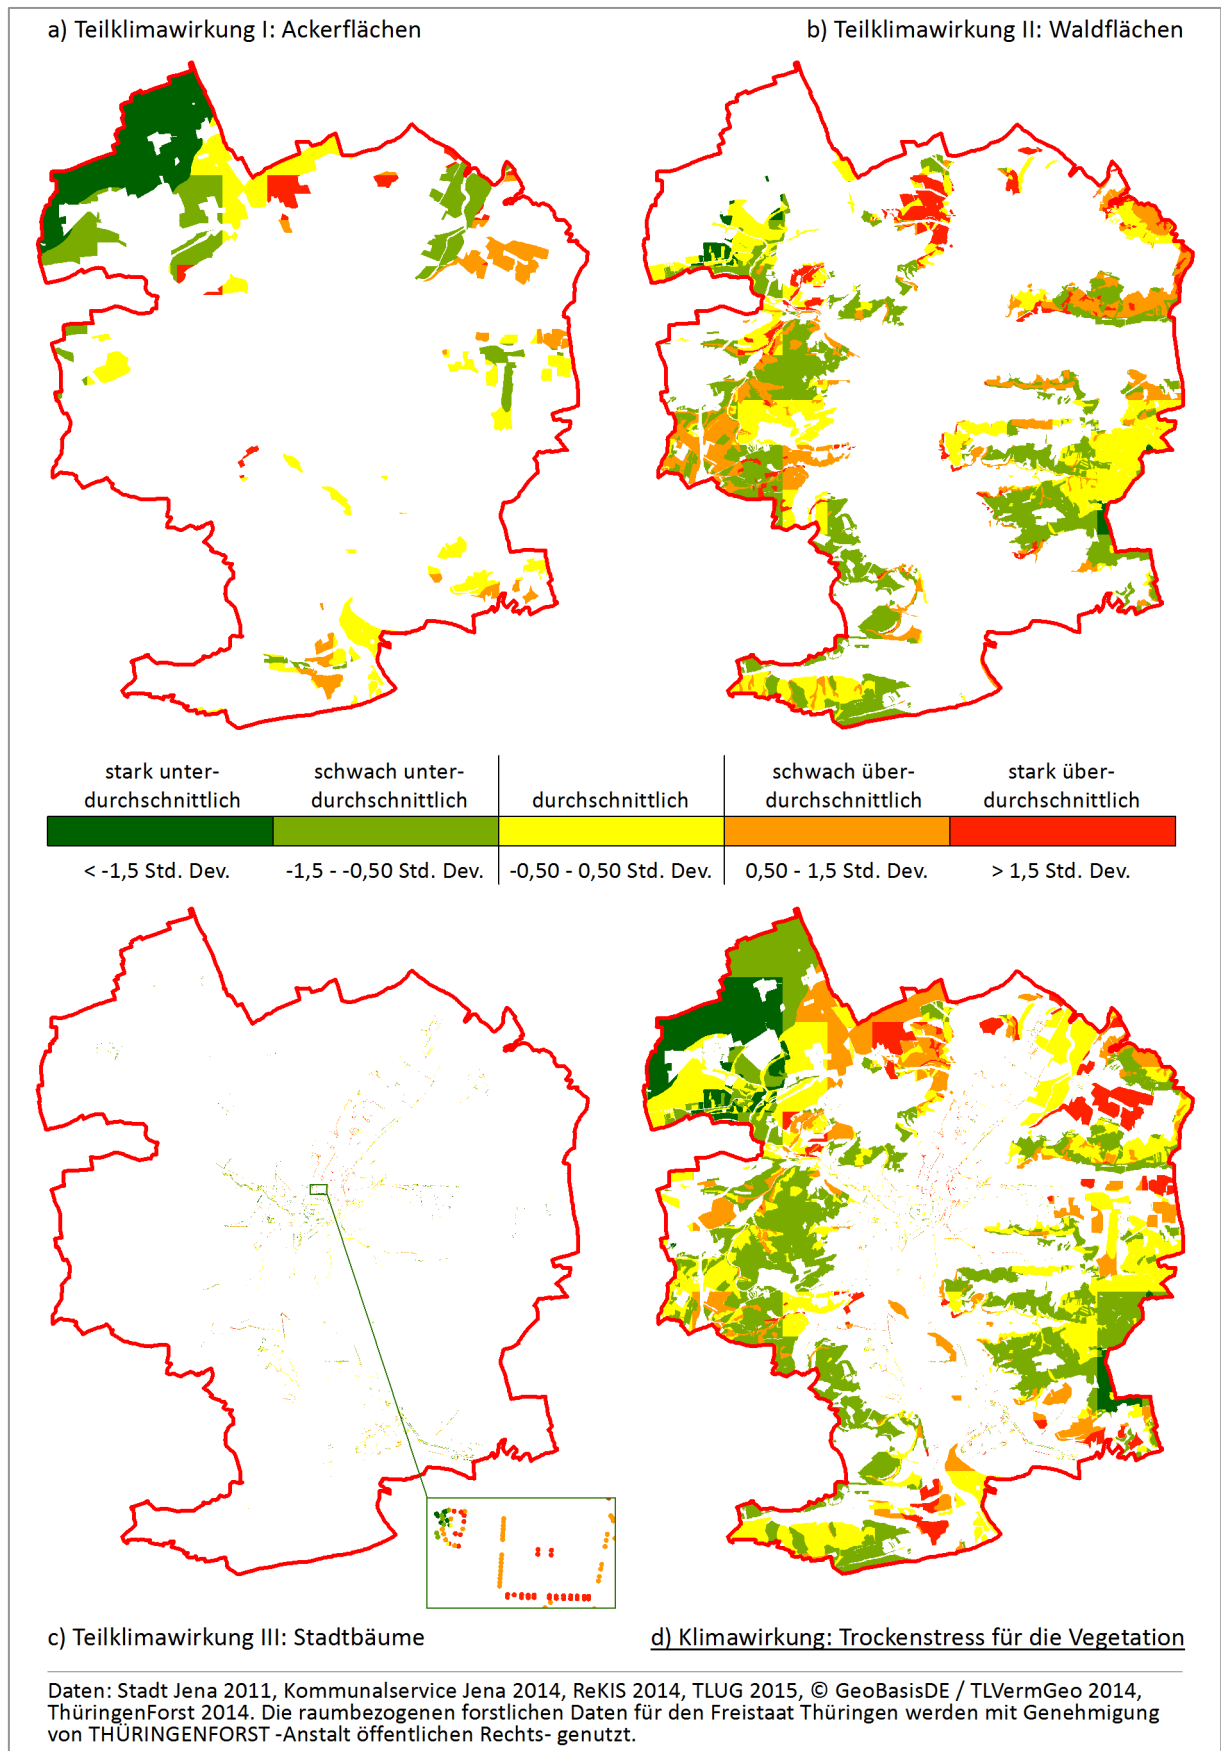 a) Teilklimawirkung I: Ackerflächen
b) Teilklimawirkung II: Waldflächen
stark unter-
durchschnittlich
schwach unter-
durchschnittlich
durchschnittlich
schwach über-
durchschnittlich
stark über-
durchschnittlich
< -1,5 Std. Dev.
-1,5 - -0,50 Std. Dev.
-0,50 - 0,50 Std. Dev.
0,50 - 1,5 Std. Dev.
> 1,5 Std. Dev.
c) Teilklimawirkung III: Stadtbäume
d) Klimawirkung: Trockenstress für die Vegetation
Daten: Stadt Jena 2011, Kommunalservice Jena 2014, ReKIS 2014, TLUG 2015, © GeoBasisDE / TLVermGeo 2014,
ThüringenForst 2014. Die raumbezogenen forstlichen Daten für den Freistaat Thüringen werden mit Genehmigung
von THÜRINGENFORST -Anstalt öffentlichen Rechts- genutzt.